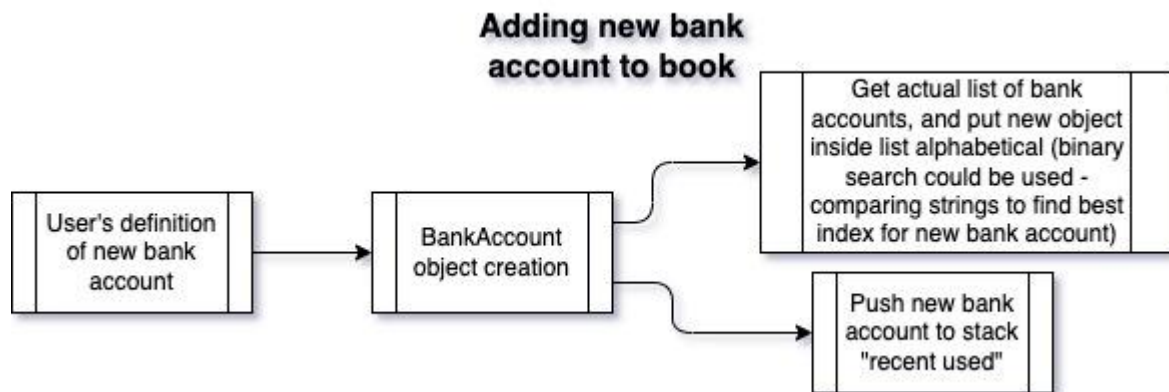 Adding new bank
account to book
User's definition
of new bank
account
BankAccount
object creation
Get actual list of bank
accounts, and put new object
inside list alphabetical (binary
search could be used -
comparing strings to find best
index for new bank account)
Push new bank
account to stack
"recent used"